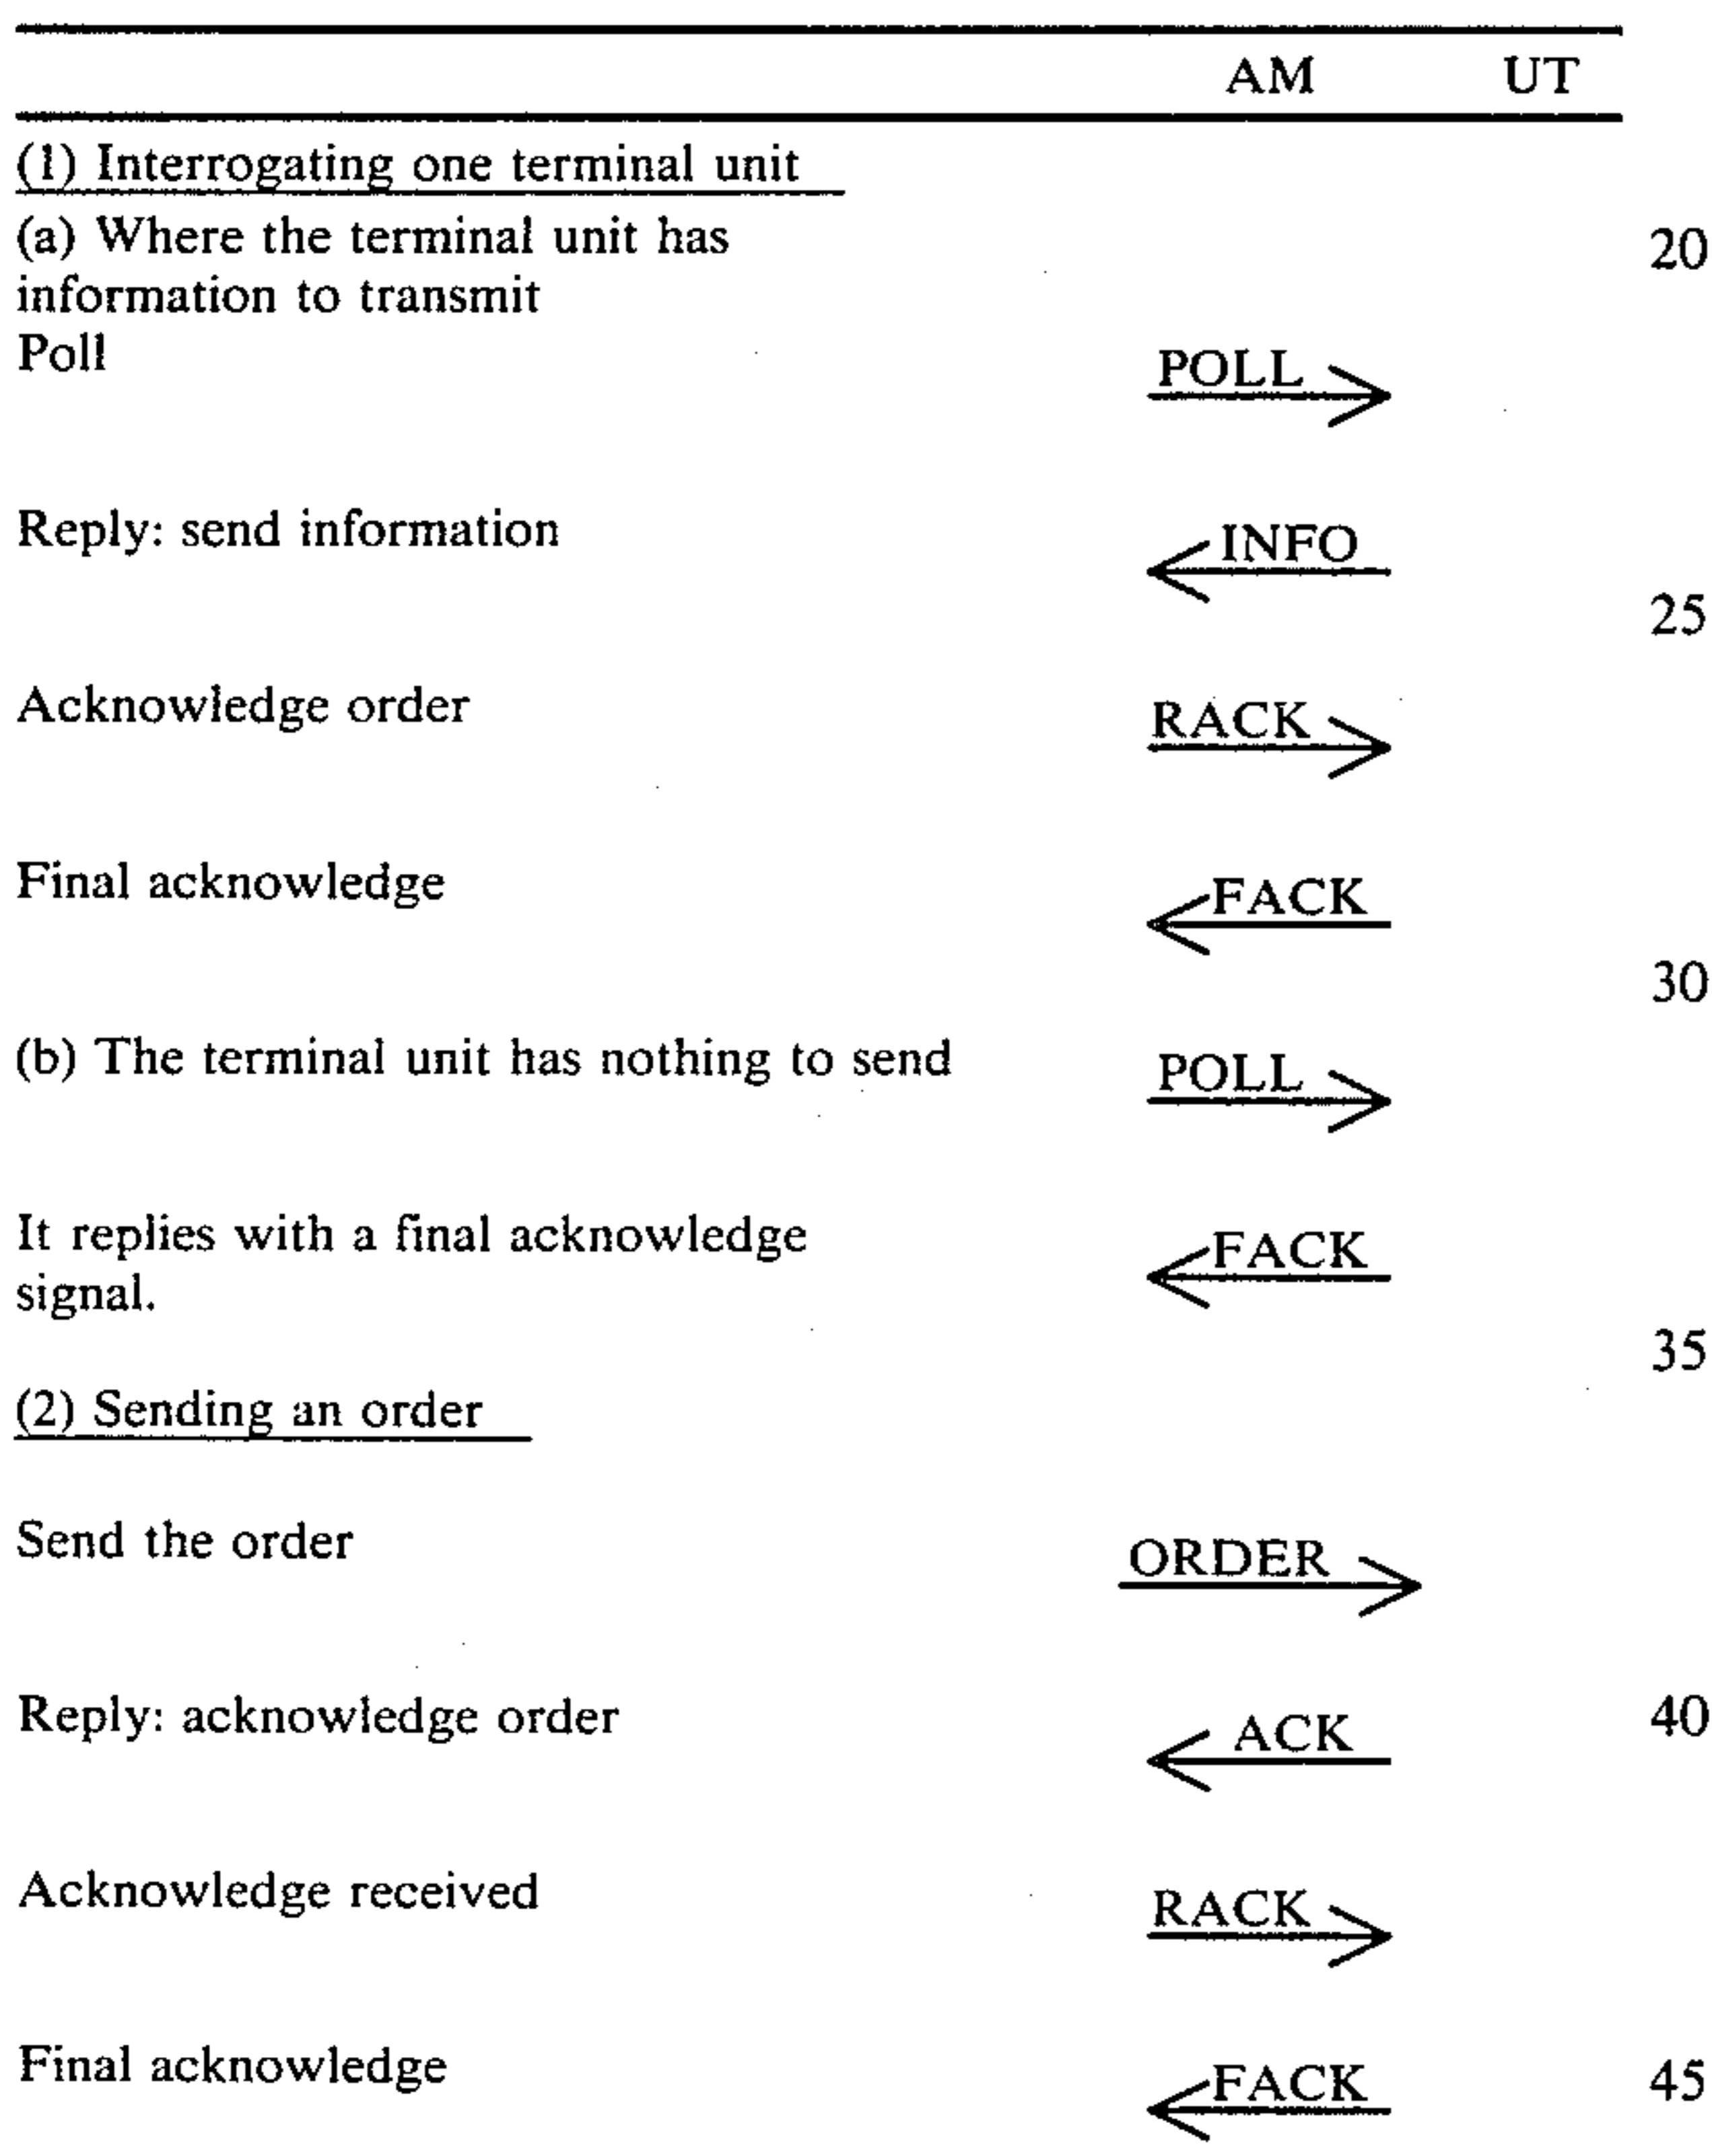 AM UT
(1) Interrogating one terminal unit
(a) Where the terminal unit has 20
information to transmit
Poll POLL
Reply: send information INFO
25
Acknowledge order RACK
Final acknowledge FACK
30
(b) The terminal unit has nothing to send POLL
It replies with a final acknowledge FACK
signal.
35
(2) Sending an order
Send the order ORDER
Reply: acknowledge order ACK 40
Acknowledge received RACK
Final acknowledge FACK 45